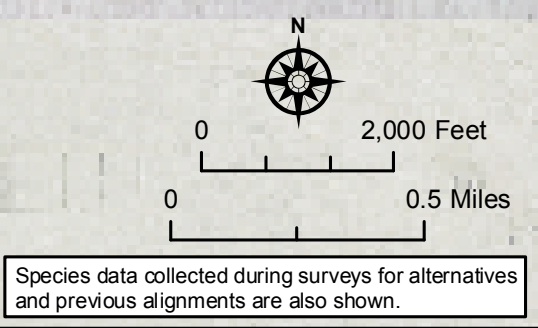 N
0 2,000 Feet
0 0.5 Miles
Species data collected during surveys for alternatives
and previous alignments are also shown.